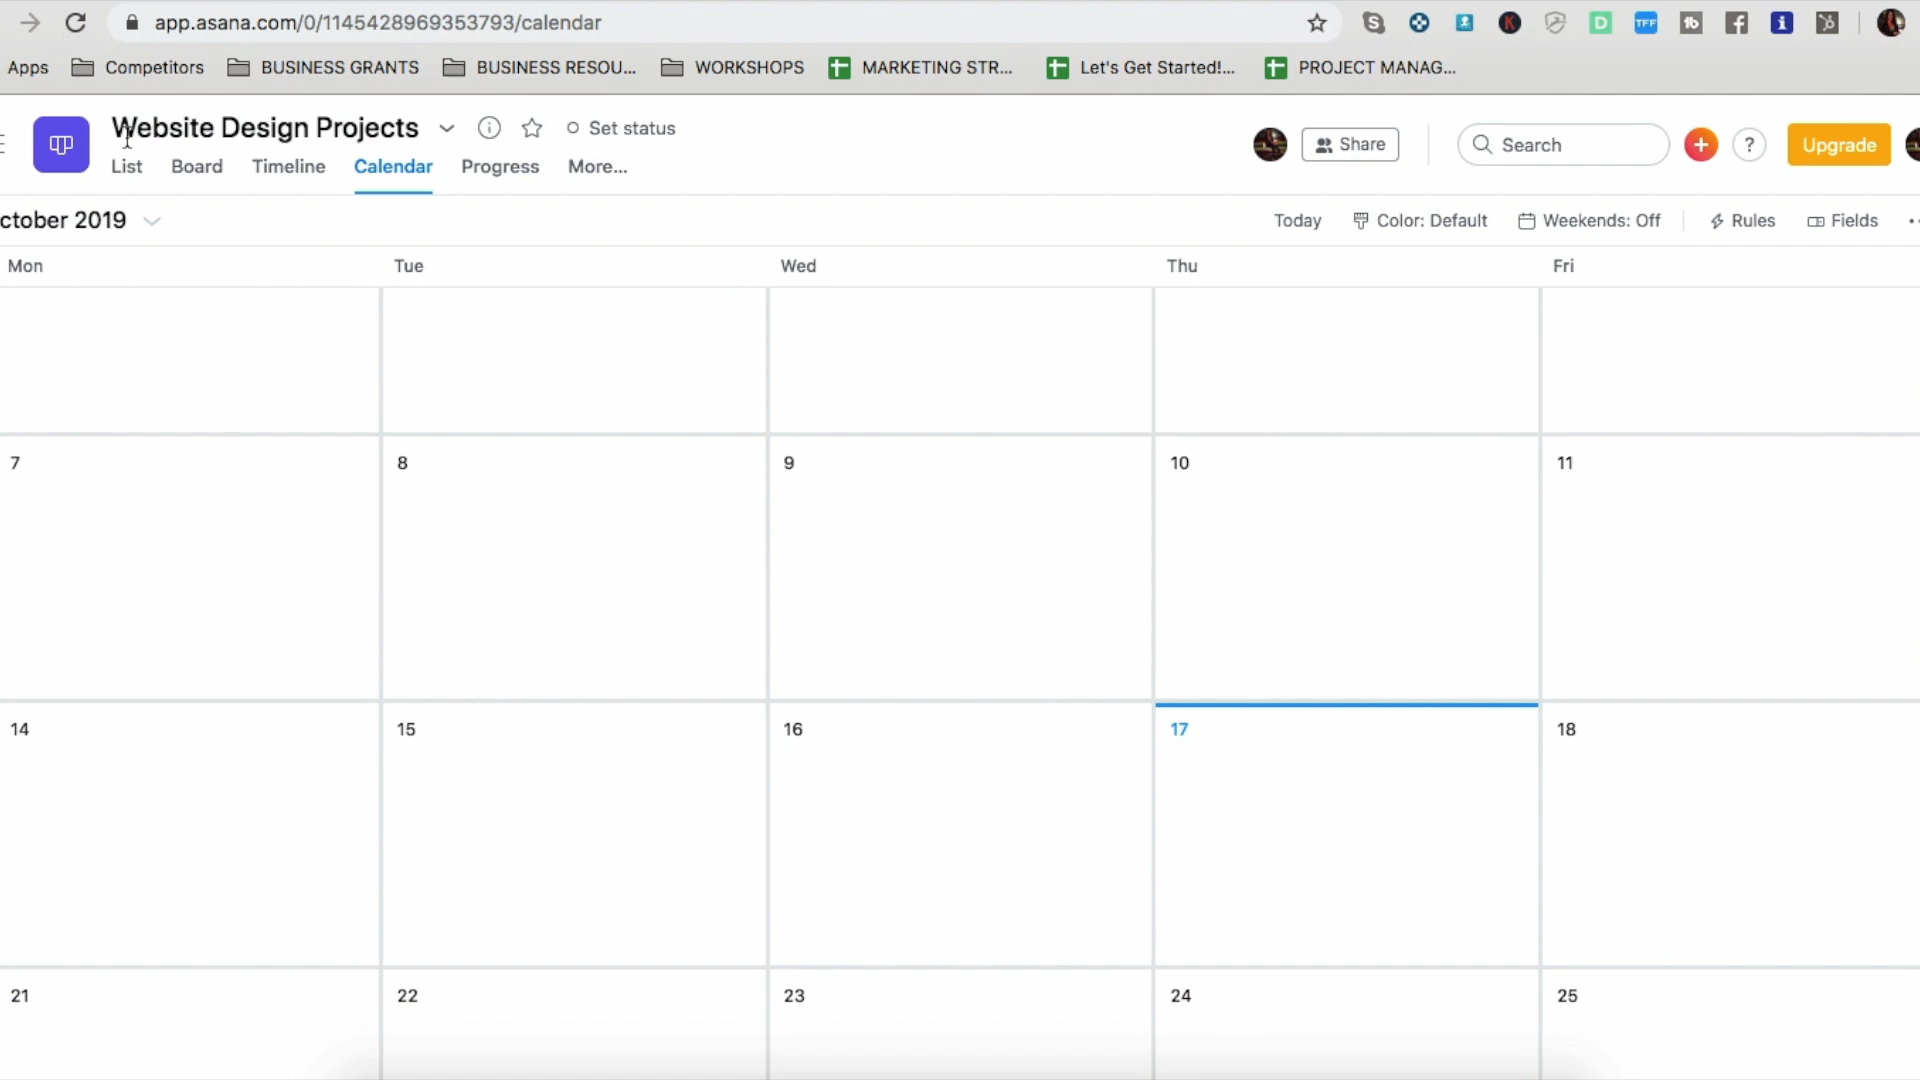 app.asana.com/0/1145428969353793/calendar
Apps Competitors BUSINESS GRANTS BUSINESS RESOU... WORKSHOPS MARKETING STR... Let's Get Started!... PROJECT MANAG...
Website Design Projects Set status
Share Search + ? Upgrade
List Board Timeline Calendar Progress More...
ctober 2019 Today Color: Default Weekends: Off Rules Fields
Mon Tue Wed Thu Fri
7 8 9 10 11
14 15 16 17 18
21 22 23 24 25